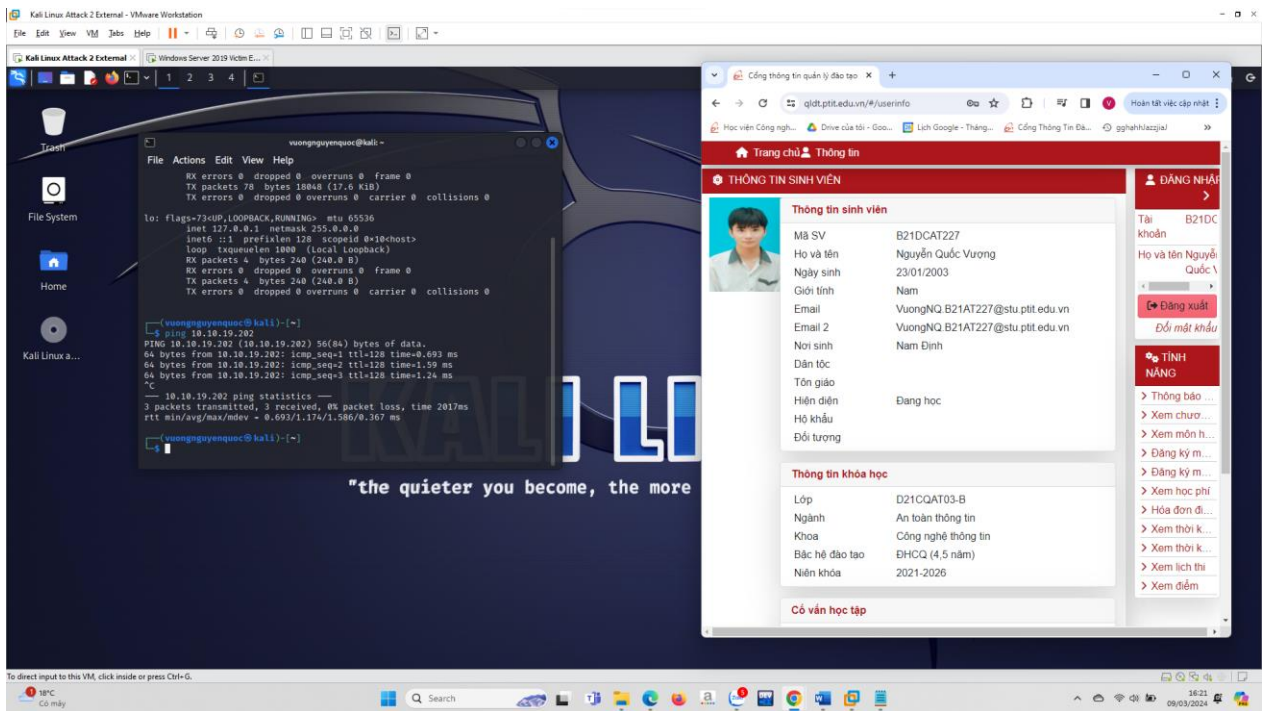 Kali Linux Attack 2 External - VMware Workstation
File Edit View VM Tabs Help
Kali Linux Attack 2 External
Windows Server 2019 Victim E...
1 2 3 4
Trash
File System
Home
Kali Linux a...
vuongnguyenquoc@kali: ~
File Actions Edit View Help
RX errors 0 dropped 0 overruns 0 frame 0
TX packets 78 bytes 18048 (17.6 KiB)
TX errors 0 dropped 0 overruns 0 carrier 0 collisions 0
lo: flags=73<UP,LOOPBACK,RUNNING> mtu 65536
inet 127.0.0.1 netmask 255.0.0.0
inet6 ::1 prefixlen 128 scopeid 0×10<host>
loop txqueuelen 1000 (Local Loopback)
RX packets 4 bytes 240 (240.0 B)
RX errors 0 dropped 0 overruns 0 frame 0
TX packets 4 bytes 240 (240.0 B)
TX errors 0 dropped 0 overruns 0 carrier 0 collisions 0
(vuongnguyenquoc㉿kali)-[~]
$ ping 10.10.19.202
PING 10.10.19.202 (10.10.19.202) 56(84) bytes of data.
64 bytes from 10.10.19.202: icmp_seq=1 ttl=128 time=0.693 ms
64 bytes from 10.10.19.202: icmp_seq=2 ttl=128 time=1.59 ms
64 bytes from 10.10.19.202: icmp_seq=3 ttl=128 time=1.24 ms
^C
— 10.10.19.202 ping statistics —
3 packets transmitted, 3 received, 0% packet loss, time 2017ms
rtt min/avg/max/mdev = 0.693/1.174/1.586/0.367 ms
(vuongnguyenquoc㉿kali)-[~]
$
KALI LI
"the quieter you become, the more
Cổng thông tin quản lý đào tạo
qldt.ptit.edu.vn/#/userinfo
V
Hoàn tất việc cập nhật
Học viện Công ngh...
Drive của tôi - Goo...
Lịch Google - Tháng...
Cổng Thông Tin Đà...
gghahhlazzjial
Trang chủ Thông tin
THÔNG TIN SINH VIÊN
Thông tin sinh viên
Mã SV B21DCAT227
Họ và tên Nguyễn Quốc Vượng
Ngày sinh 23/01/2003
Giới tính Nam
Email VuongNQ.B21AT227@stu.ptit.edu.vn
Email 2 VuongNQ.B21AT227@stu.ptit.edu.vn
Nơi sinh Nam Định
Dân tộc
Tôn giáo
Hiện diện Đang học
Hộ khẩu
Đối tượng
Thông tin khóa học
Lớp D21CQAT03-B
Ngành An toàn thông tin
Khoa Công nghệ thông tin
Bậc hệ đào tạo ĐHCQ (4,5 năm)
Niên khóa 2021-2026
Cố vấn học tập
ĐĂNG NHẬP
Tài khoản B21DC
Họ và tên Nguyễ
Quốc V
Đăng xuất
Đổi mật khẩu
TÍNH NĂNG
Thông báo ...
Xem chươ...
Xem môn h...
Đăng ký m...
Đăng ký m...
Xem học phí
Hóa đơn đi...
Xem thời k...
Xem thời k...
Xem lịch thi
Xem điểm
To direct input to this VM, click inside or press Ctrl+G.
1
18°C
Có mây
Search
16:21
09/03/2024